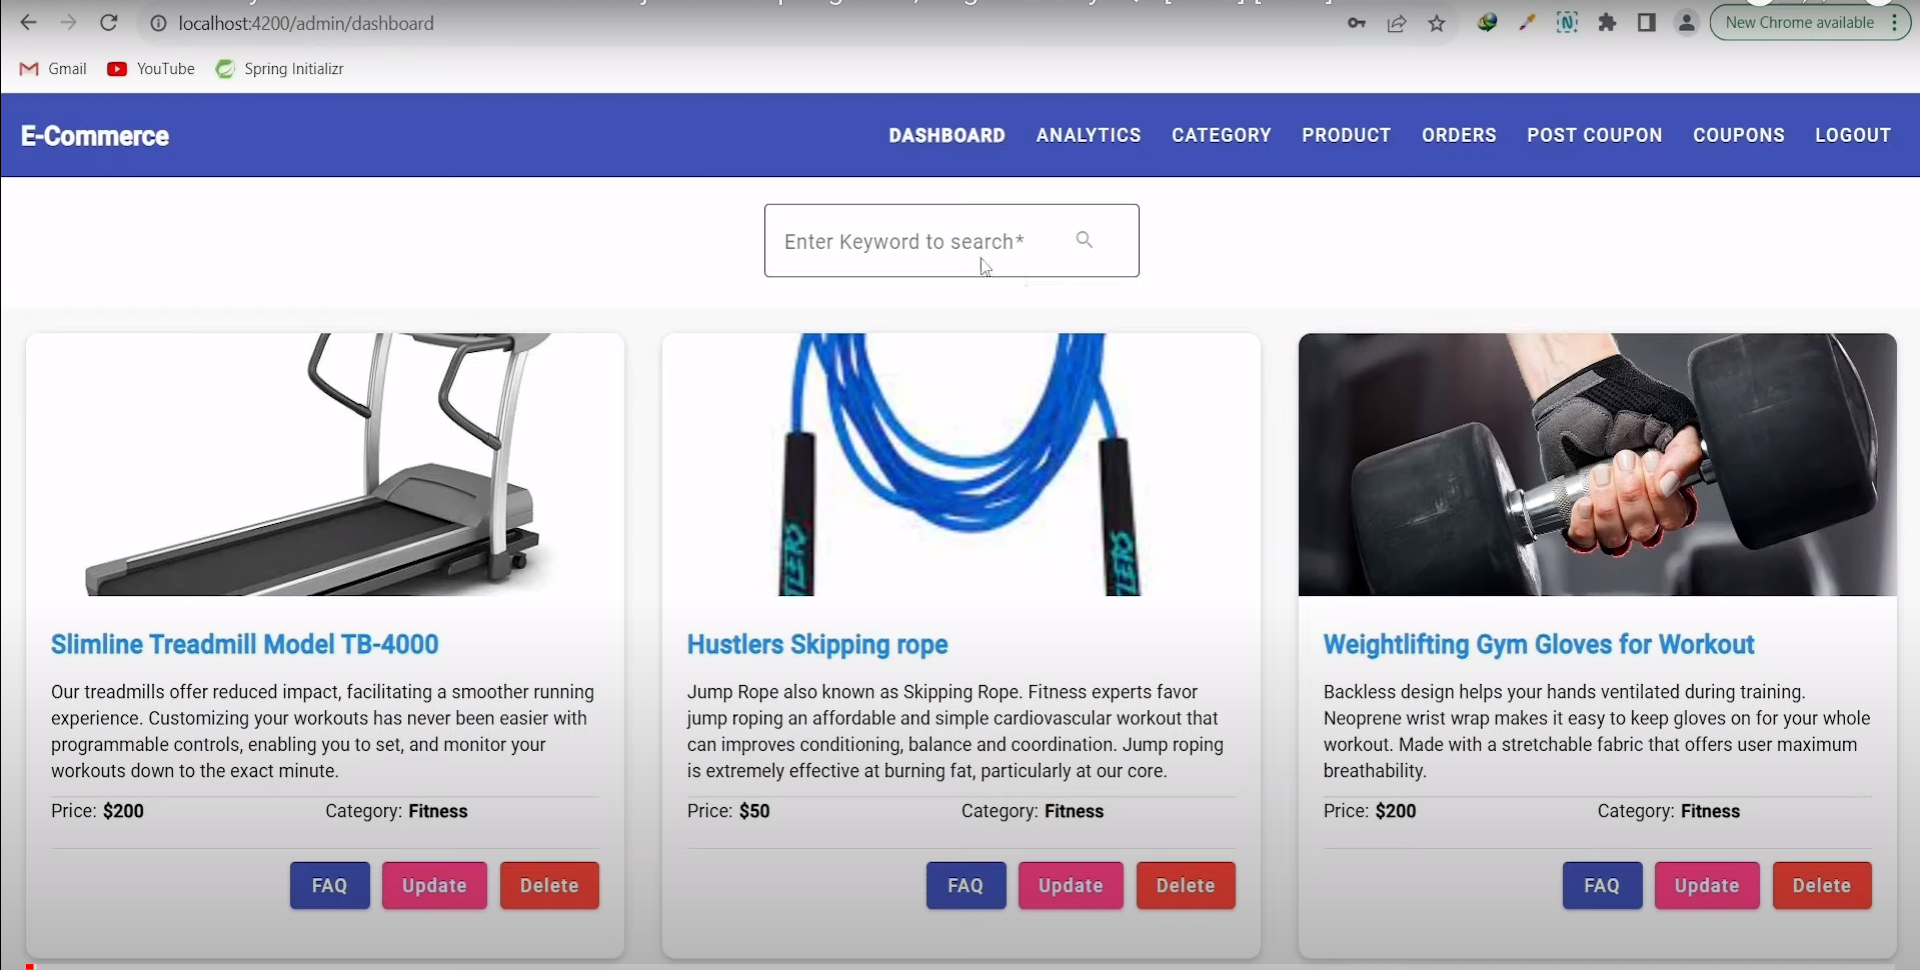 localhost:4200/admin/dashboard
New Chrome available
Gmail
YouTube
Spring Initializr
E-Commerce
DASHBOARD
ANALYTICS
CATEGORY
PRODUCT
ORDERS
POST COUPON
COUPONS
LOGOUT
Enter Keyword to search*
TLERS
TLERS
Slimline Treadmill Model TB-4000
Our treadmills offer reduced impact, facilitating a smoother running
experience. Customizing your workouts has never been easier with
programmable controls, enabling you to set, and monitor your
workouts down to the exact minute.
Price: $200
Category: Fitness
FAQ
Update
Delete
Hustlers Skipping rope
Jump Rope also known as Skipping Rope. Fitness experts favor
jump roping an affordable and simple cardiovascular workout that
can improves conditioning, balance and coordination. Jump roping
is extremely effective at burning fat, particularly at our core.
Price: $50
Category: Fitness
FAQ
Update
Delete
Weightlifting Gym Gloves for Workout
Backless design helps your hands ventilated during training.
Neoprene wrist wrap makes it easy to keep gloves on for your whole
workout. Made with a stretchable fabric that offers user maximum
breathability.
Price: $200
Category: Fitness
FAQ
Update
Delete